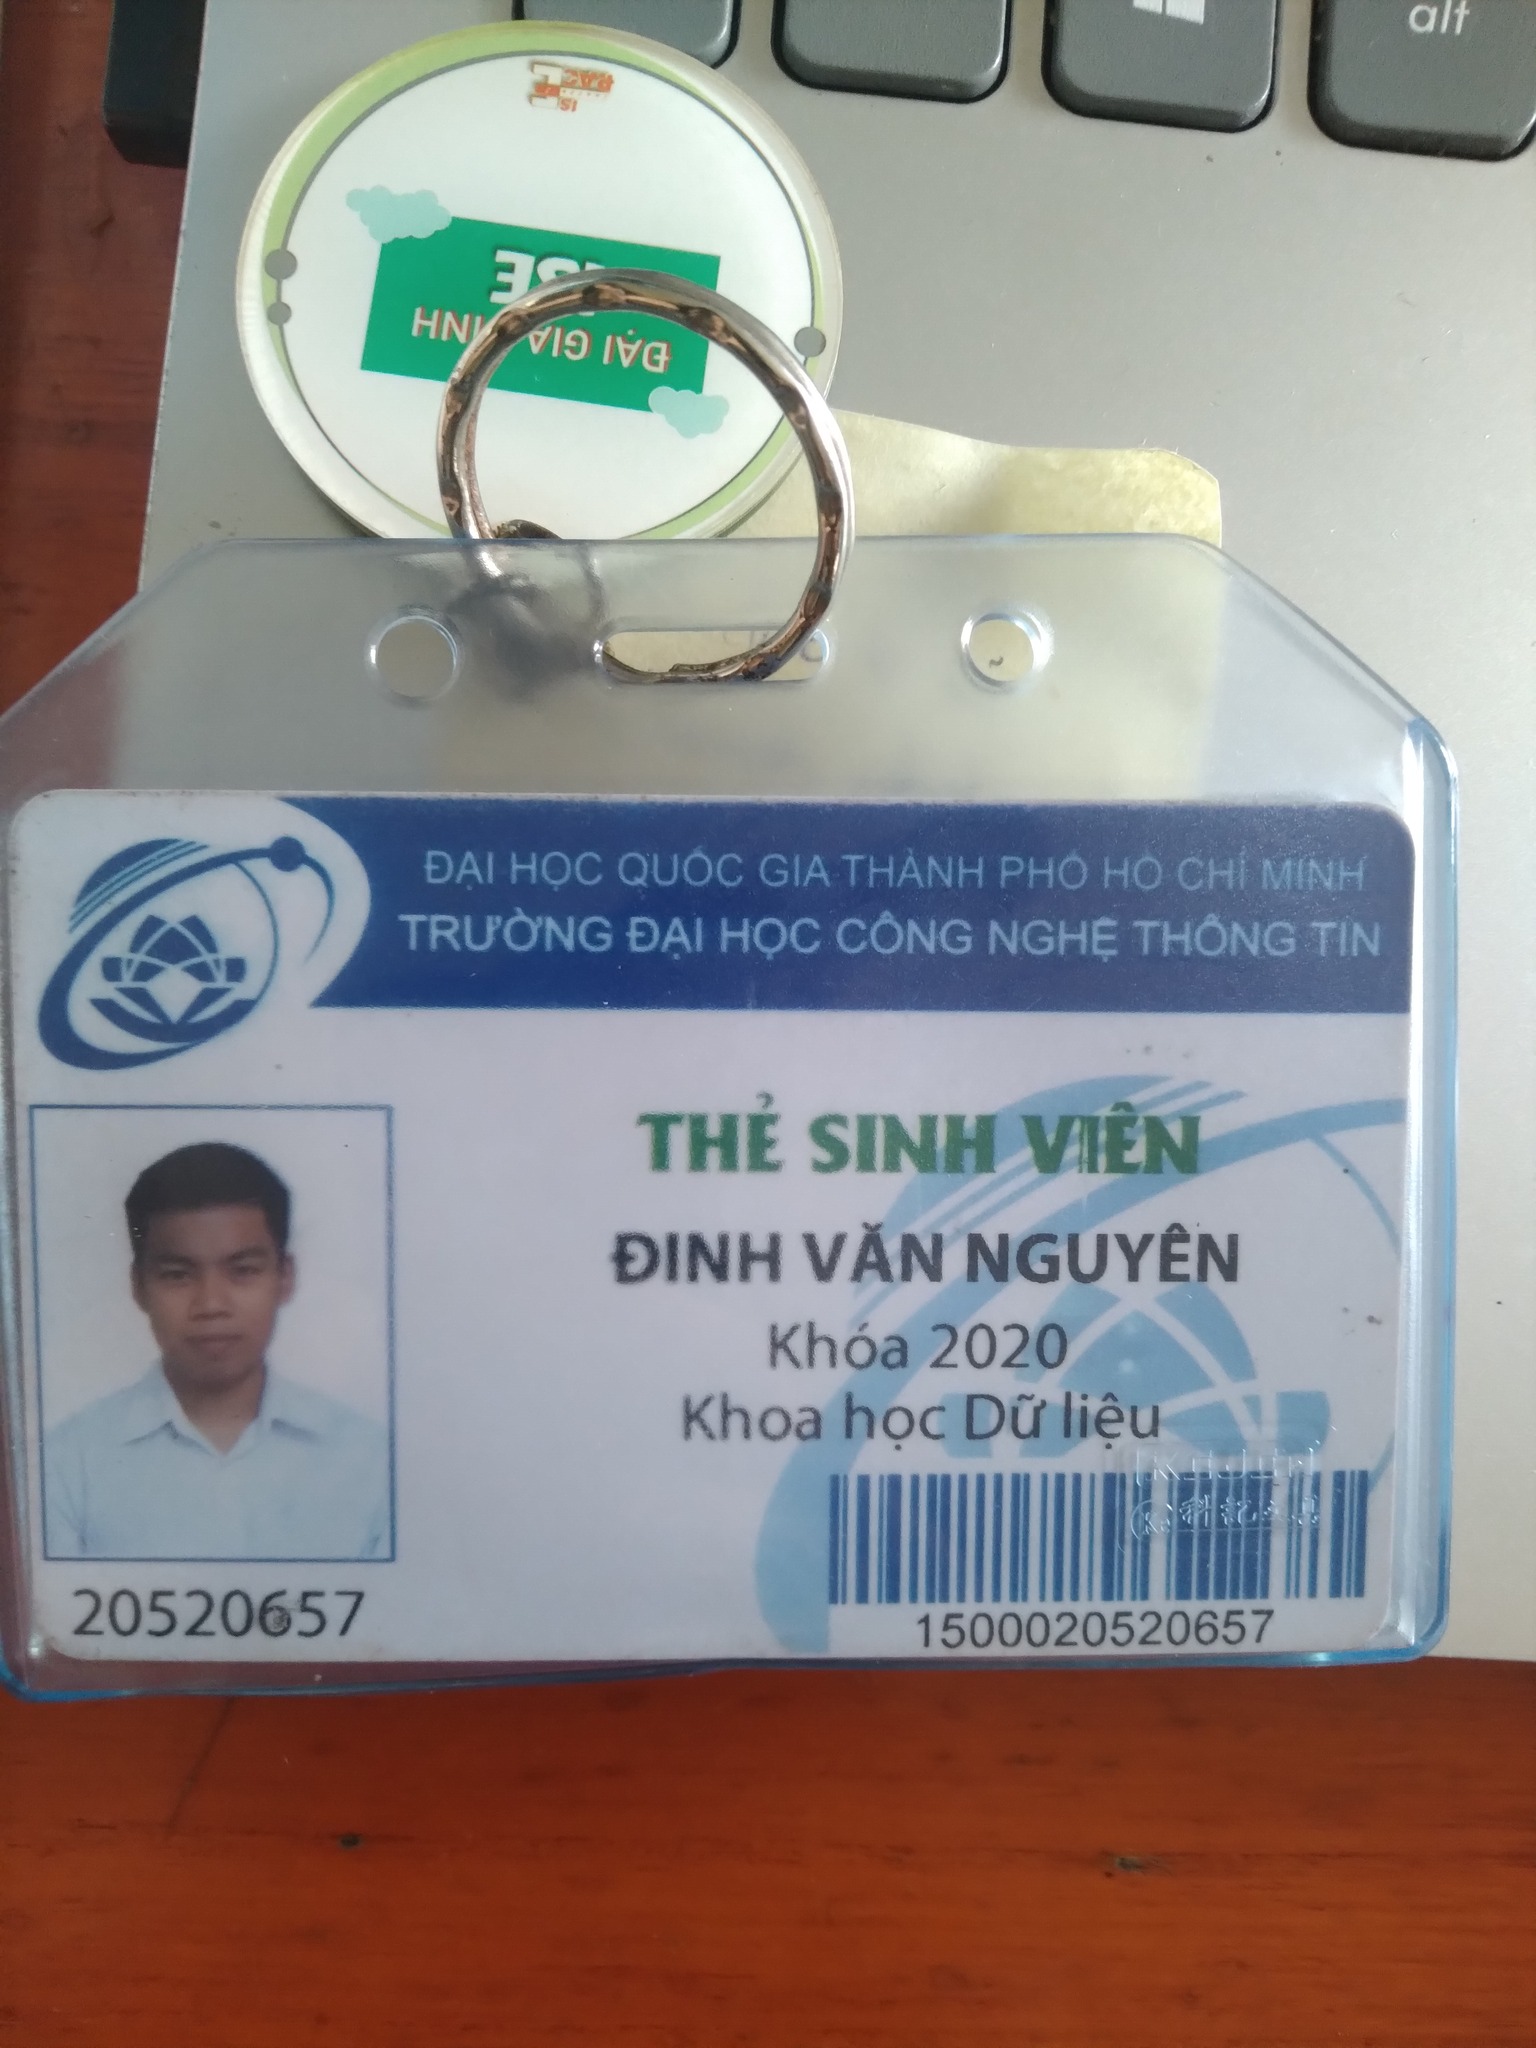 alt
ĐẠI GIA ĐÌNH
ĐẠI HỌC QUỐC GIA THÀNH PHỐ HỒ CHÍ MINH
TRƯỜNG ĐẠI HỌC CÔNG NGHỆ THÔNG TIN
THẺ SINH VIÊN
ĐINH VĂN NGUYÊN
Khóa 2020
Khoa học Dữ liệu
20520657
1500020520657